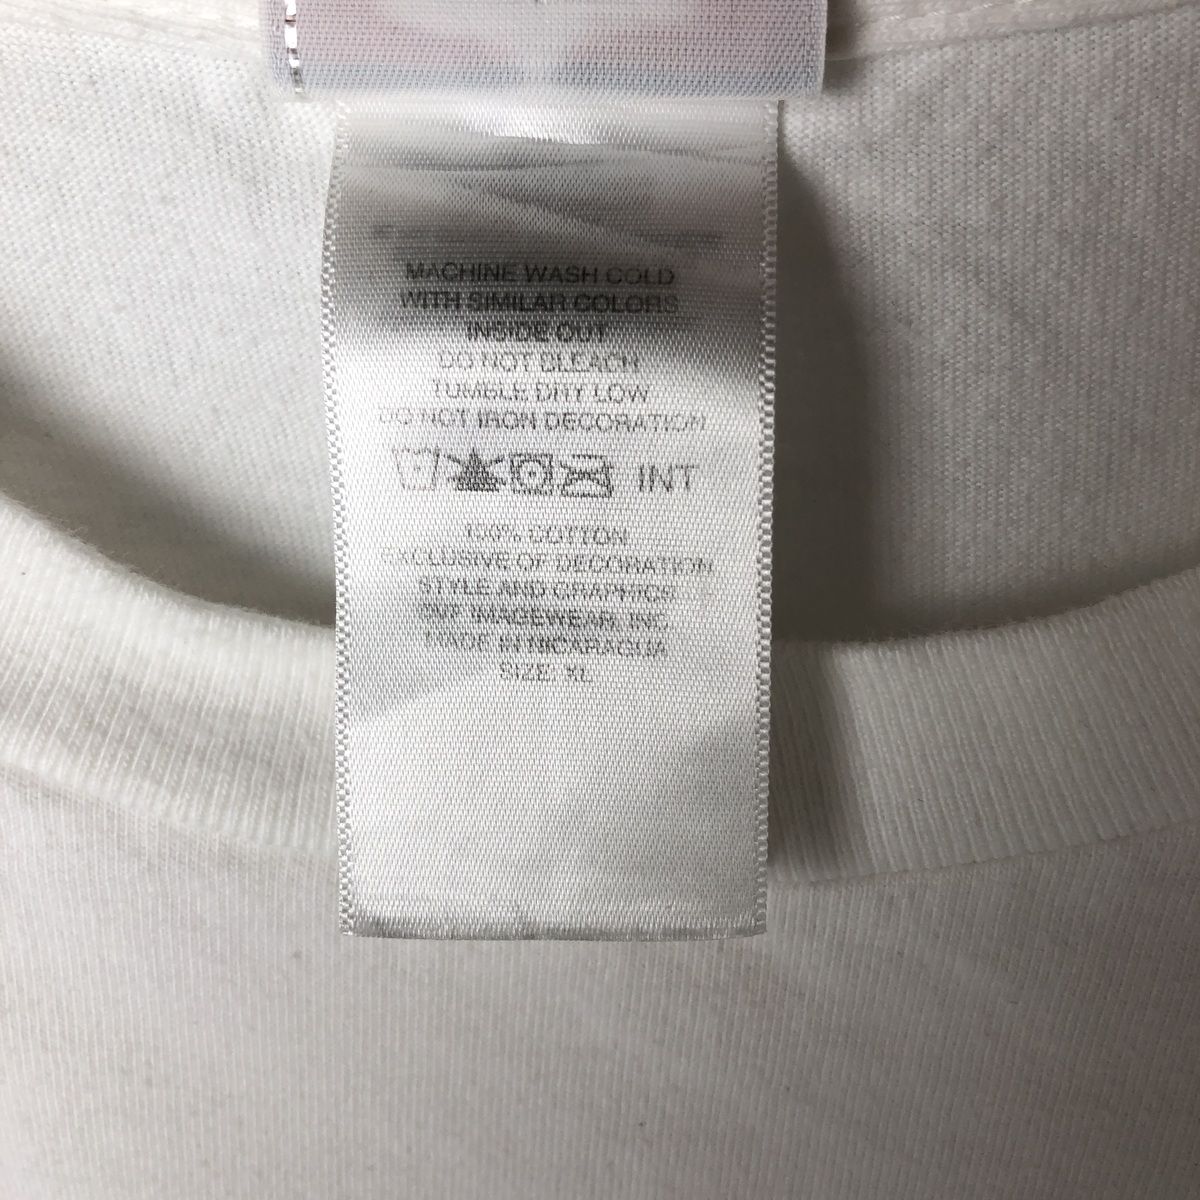 MACHINE WASH COLD
WITH SIMILAR COLORS
INSIDE OUT
DO NOT BLEACH
TUMBLE DRY LOW
DO NOT IRON DECORATION
INT
100% COTTON
EXCLUSIVE OF DECORATION
STYLE AND GRAPHICS
IMAGEWEAR, INC.
MADE IN NICARAGUA
SIZE: XL